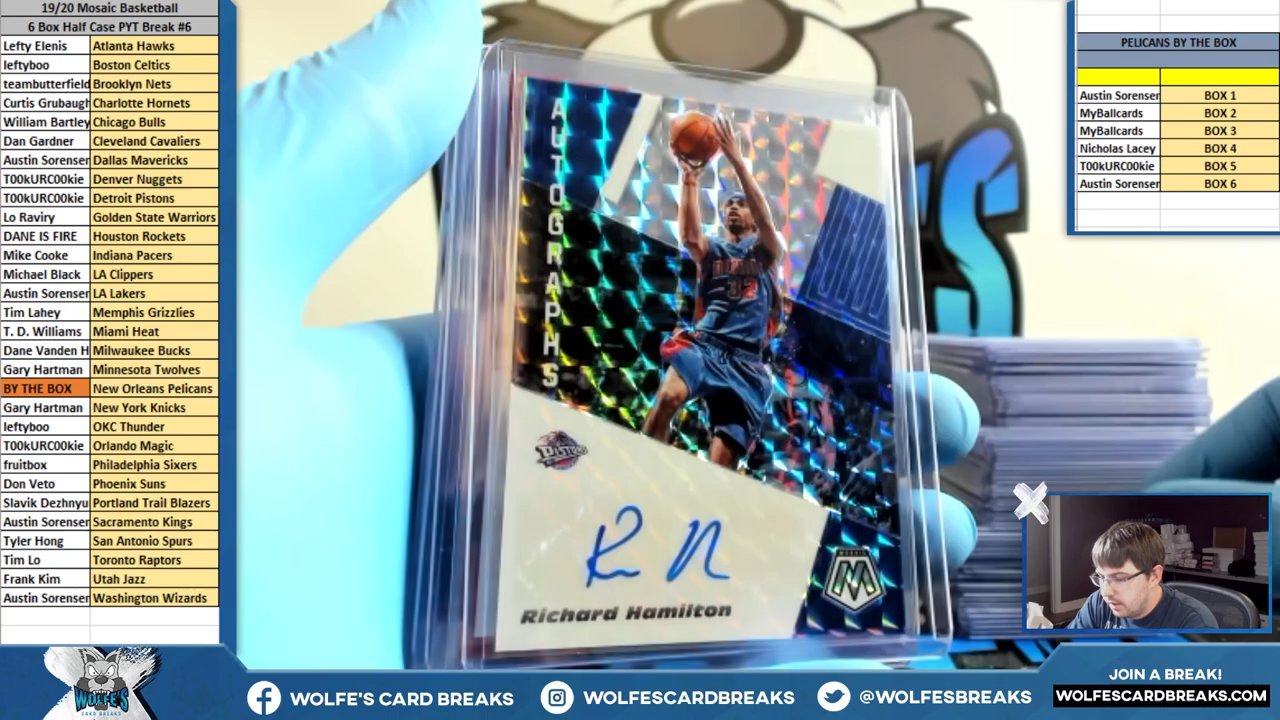 19/20 Mosaic Basketball
6 Box Half Case PYT Break #6
Lefty Elenis Atlanta Hawks
leftyboo Boston Celtics
teambutterfield Brooklyn Nets
Curtis Grubaugh Charlotte Hornets
William Bartley Chicago Bulls
Dan Gardner Cleveland Cavaliers
Austin Sorensen Dallas Mavericks
T00kURC00kie Denver Nuggets
T00kURC00kie Detroit Pistons
Lo Raviry Golden State Warriors
DANE IS FIRE Houston Rockets
Mike Cooke Indiana Pacers
Michael Black LA Clippers
Austin Sorensen LA Lakers
Tim Lahey Memphis Grizzlies
T. D. Williams Miami Heat
Dane Vanden H Milwaukee Bucks
Gary Hartman Minnesota Twolves
BY THE BOX New Orleans Pelicans
Gary Hartman New York Knicks
leftyboo OKC Thunder
T00kURC00kie Orlando Magic
fruitbox Philadelphia Sixers
Don Veto Phoenix Suns
Slavik Dezhnyu Portland Trail Blazers
Austin Sorensen Sacramento Kings
Tyler Hong San Antonio Spurs
Tim Lo Toronto Raptors
Frank Kim Utah Jazz
Austin Sorensen Washington Wizards
PELICANS BY THE BOX
Austin Sorensen BOX 1
MyBallcards BOX 2
MyBallcards BOX 3
Nicholas Lacey BOX 4
T00kURC00kie BOX 5
Austin Sorensen BOX 6
AUTOGRAPHS
32
PISTONS
Richard Hamilton
MOSAIC
M
WOLFE'S
CARD BREAKS
WOLFE'S CARD BREAKS
WOLFESCARDBREAKS
@WOLFESBREAKS
JOIN A BREAK!
WOLFESCARDBREAKS.COM